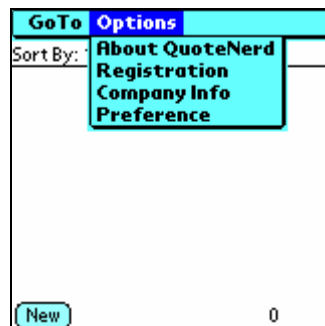 GoTo Options
Sort By:
About QuoteNerd
Registration
Company Info
Preference
New 0